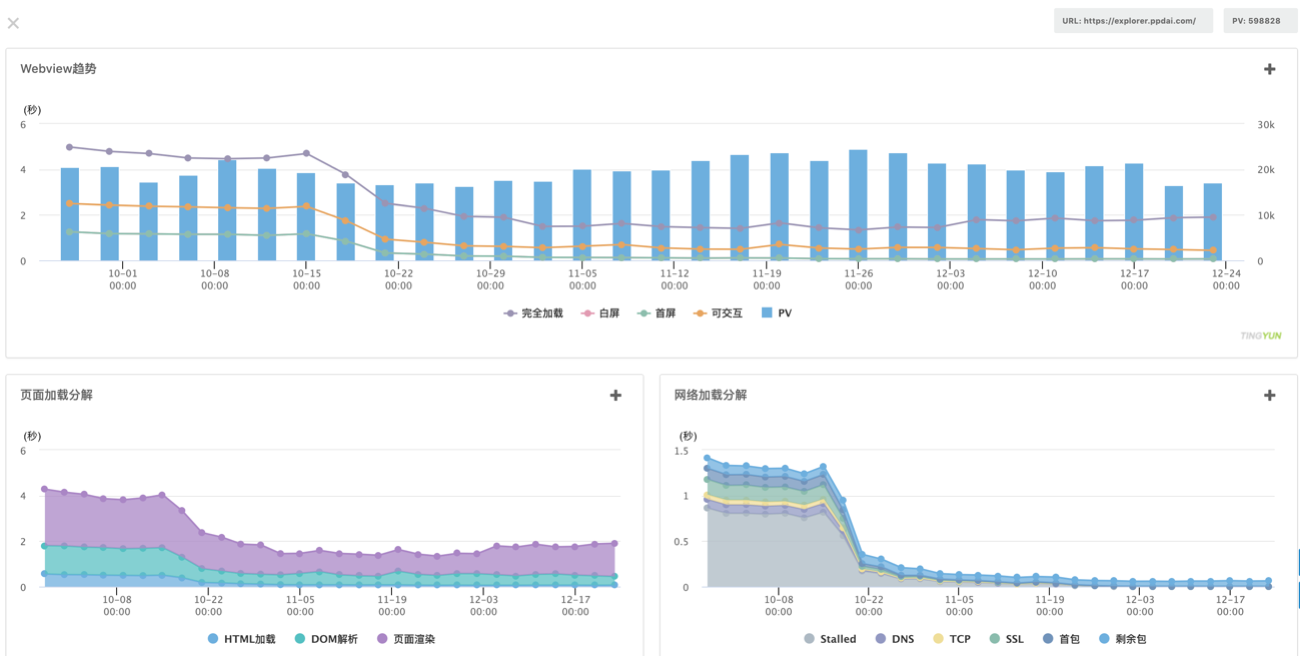 URL: https://explorer.ppdai.com/ PV: 598828
Webview趋势
(秒)
6 30k
4 20k
2 10k
0 0
10-01 10-08 10-15 10-22 10-29 11-05 11-12 11-19 11-26 12-03 12-10 12-17 12-24
00:00 00:00 00:00 00:00 00:00 00:00 00:00 00:00 00:00 00:00 00:00 00:00 00:00
完全加载 白屏 首屏 可交互 PV
TINGYUN
页面加载分解
(秒)
6
4
2
0
10-08 10-22 11-05 11-19 12-03 12-17
00:00 00:00 00:00 00:00 00:00 00:00
HTML加载 DOM解析 页面渲染
网络加载分解
(秒)
1.5
1
0.5
0
10-08 10-22 11-05 11-19 12-03 12-17
00:00 00:00 00:00 00:00 00:00 00:00
Stalled DNS TCP SSL 首包 剩余包